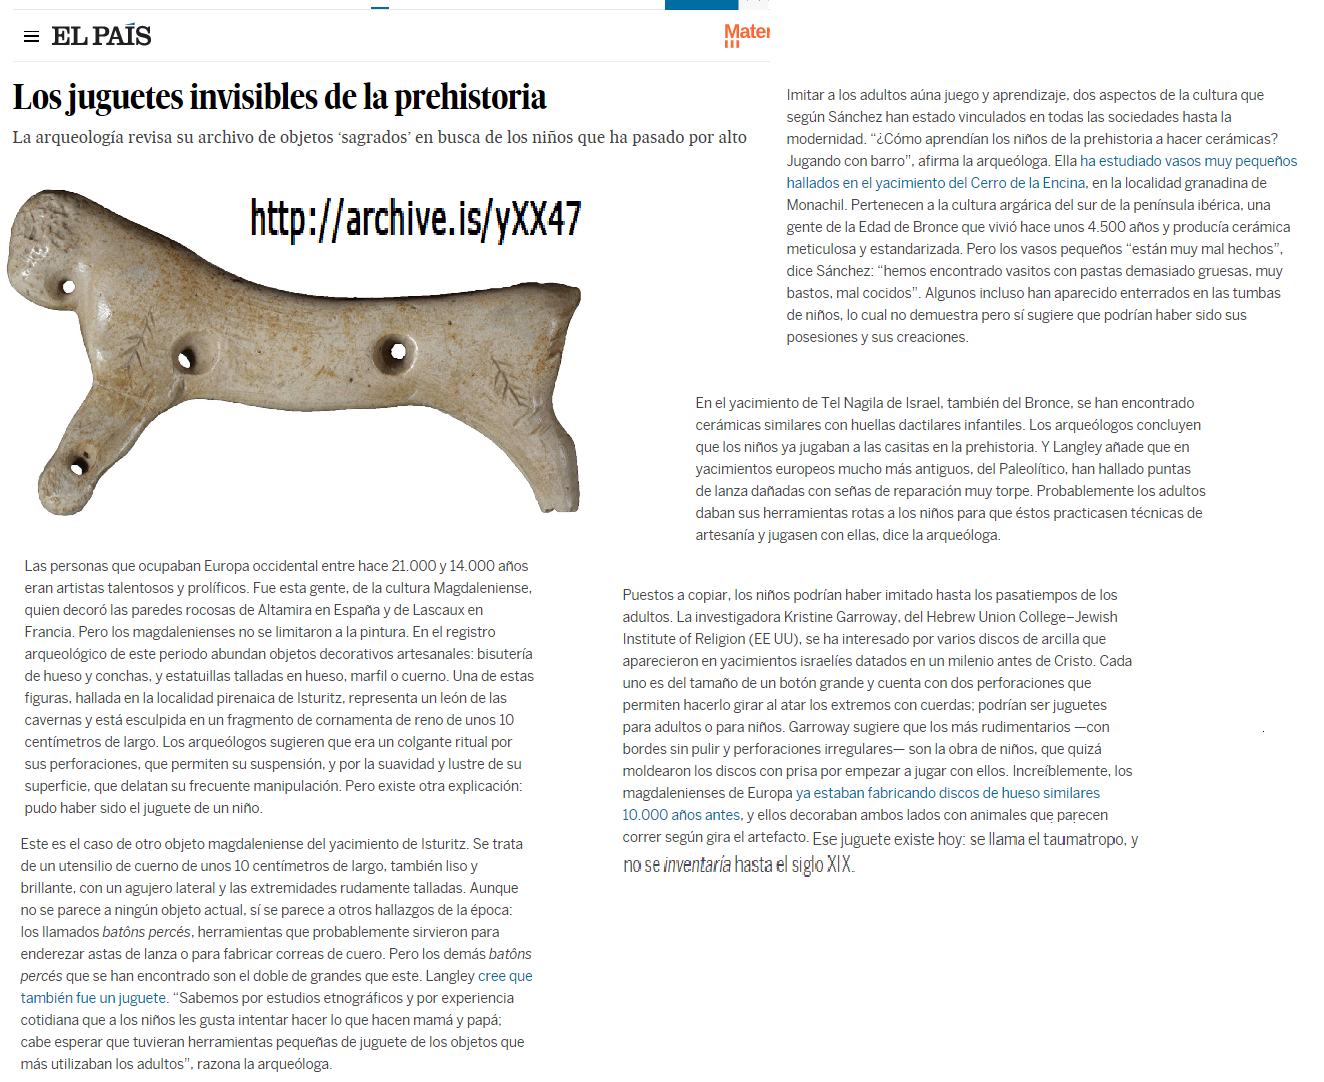 EL PAÍS
Mater
Los juguetes invisibles de la prehistoria
La arqueología revisa su archivo de objetos ‘sagrados’ en busca de los niños que ha pasado por alto
http://archive.is/yXX47
Las personas que ocupaban Europa occidental entre hace 21.000 y 14.000 años
eran artistas talentosos y prolíficos. Fue esta gente, de la cultura Magdaleniense,
quien decoró las paredes rocosas de Altamira en España y de Lascaux en
Francia. Pero los magdalenienses no se limitaron a la pintura. En el registro
arqueológico de este periodo abundan objetos decorativos artesanales: bisutería
de hueso y conchas, y estatuillas talladas en hueso, marfil o cuerno. Una de estas
figuras, hallada en la localidad pirenaica de Isturitz, representa un león de las
cavernas y está esculpida en un fragmento de cornamenta de reno de unos 10
centímetros de largo. Los arqueólogos sugieren que era un colgante ritual por
sus perforaciones, que permiten su suspensión, y por la suavidad y lustre de su
superficie, que delatan su frecuente manipulación. Pero existe otra explicación:
pudo haber sido el juguete de un niño.
Este es el caso de otro objeto magdaleniense del yacimiento de Isturitz. Se trata
de un utensilio de cuerno de unos 10 centímetros de largo, también liso y
brillante, con un agujero lateral y las extremidades rudamente talladas. Aunque
no se parece a ningún objeto actual, sí se parece a otros hallazgos de la época:
los llamados batôns percés, herramientas que probablemente sirvieron para
enderezar astas de lanza o para fabricar correas de cuero. Pero los demás batôns
percés que se han encontrado son el doble de grandes que este. Langley cree que
también fue un juguete. “Sabemos por estudios etnográficos y por experiencia
cotidiana que a los niños les gusta intentar hacer lo que hacen mamá y papá;
cabe esperar que tuvieran herramientas pequeñas de juguete de los objetos que
más utilizaban los adultos”, razona la arqueóloga.
Imitar a los adultos aúna juego y aprendizaje, dos aspectos de la cultura que
según Sánchez han estado vinculados en todas las sociedades hasta la
modernidad. “¿Cómo aprendían los niños de la prehistoria a hacer cerámicas?
Jugando con barro”, afirma la arqueóloga. Ella ha estudiado vasos muy pequeños
hallados en el yacimiento del Cerro de la Encina, en la localidad granadina de
Monachil. Pertenecen a la cultura argárica del sur de la península ibérica, una
gente de la Edad de Bronce que vivió hace unos 4.500 años y producía cerámica
meticulosa y estandarizada. Pero los vasos pequeños “están muy mal hechos”,
dice Sánchez: “hemos encontrado vasitos con pastas demasiado gruesas, muy
bastos, mal cocidos”. Algunos incluso han aparecido enterrados en las tumbas
de niños, lo cual no demuestra pero sí sugiere que podrían haber sido sus
posesiones y sus creaciones.
En el yacimiento de Tel Nagila de Israel, también del Bronce, se han encontrado
cerámicas similares con huellas dactilares infantiles. Los arqueólogos concluyen
que los niños ya jugaban a las casitas en la prehistoria. Y Langley añade que en
yacimientos europeos mucho más antiguos, del Paleolítico, han hallado puntas
de lanza dañadas con señas de reparación muy torpe. Probablemente los adultos
daban sus herramientas rotas a los niños para que éstos practicasen técnicas de
artesanía y jugasen con ellas, dice la arqueóloga.
Puestos a copiar, los niños podrían haber imitado hasta los pasatiempos de los
adultos. La investigadora Kristine Garroway, del Hebrew Union College–Jewish
Institute of Religion (EE UU), se ha interesado por varios discos de arcilla que
aparecieron en yacimientos israelíes datados en un milenio antes de Cristo. Cada
uno es del tamaño de un botón grande y cuenta con dos perforaciones que
permiten hacerlo girar al atar los extremos con cuerdas; podrían ser juguetes
para adultos o para niños. Garroway sugiere que los más rudimentarios —con
bordes sin pulir y perforaciones irregulares— son la obra de niños, que quizá
moldearon los discos con prisa por empezar a jugar con ellos. Increíblemente, los
magdalenienses de Europa ya estaban fabricando discos de hueso similares
10.000 años antes, y ellos decoraban ambos lados con animales que parecen
correr según gira el artefacto. Ese juguete existe hoy: se llama el taumatropo, y
no se inventaría hasta el siglo XIX.